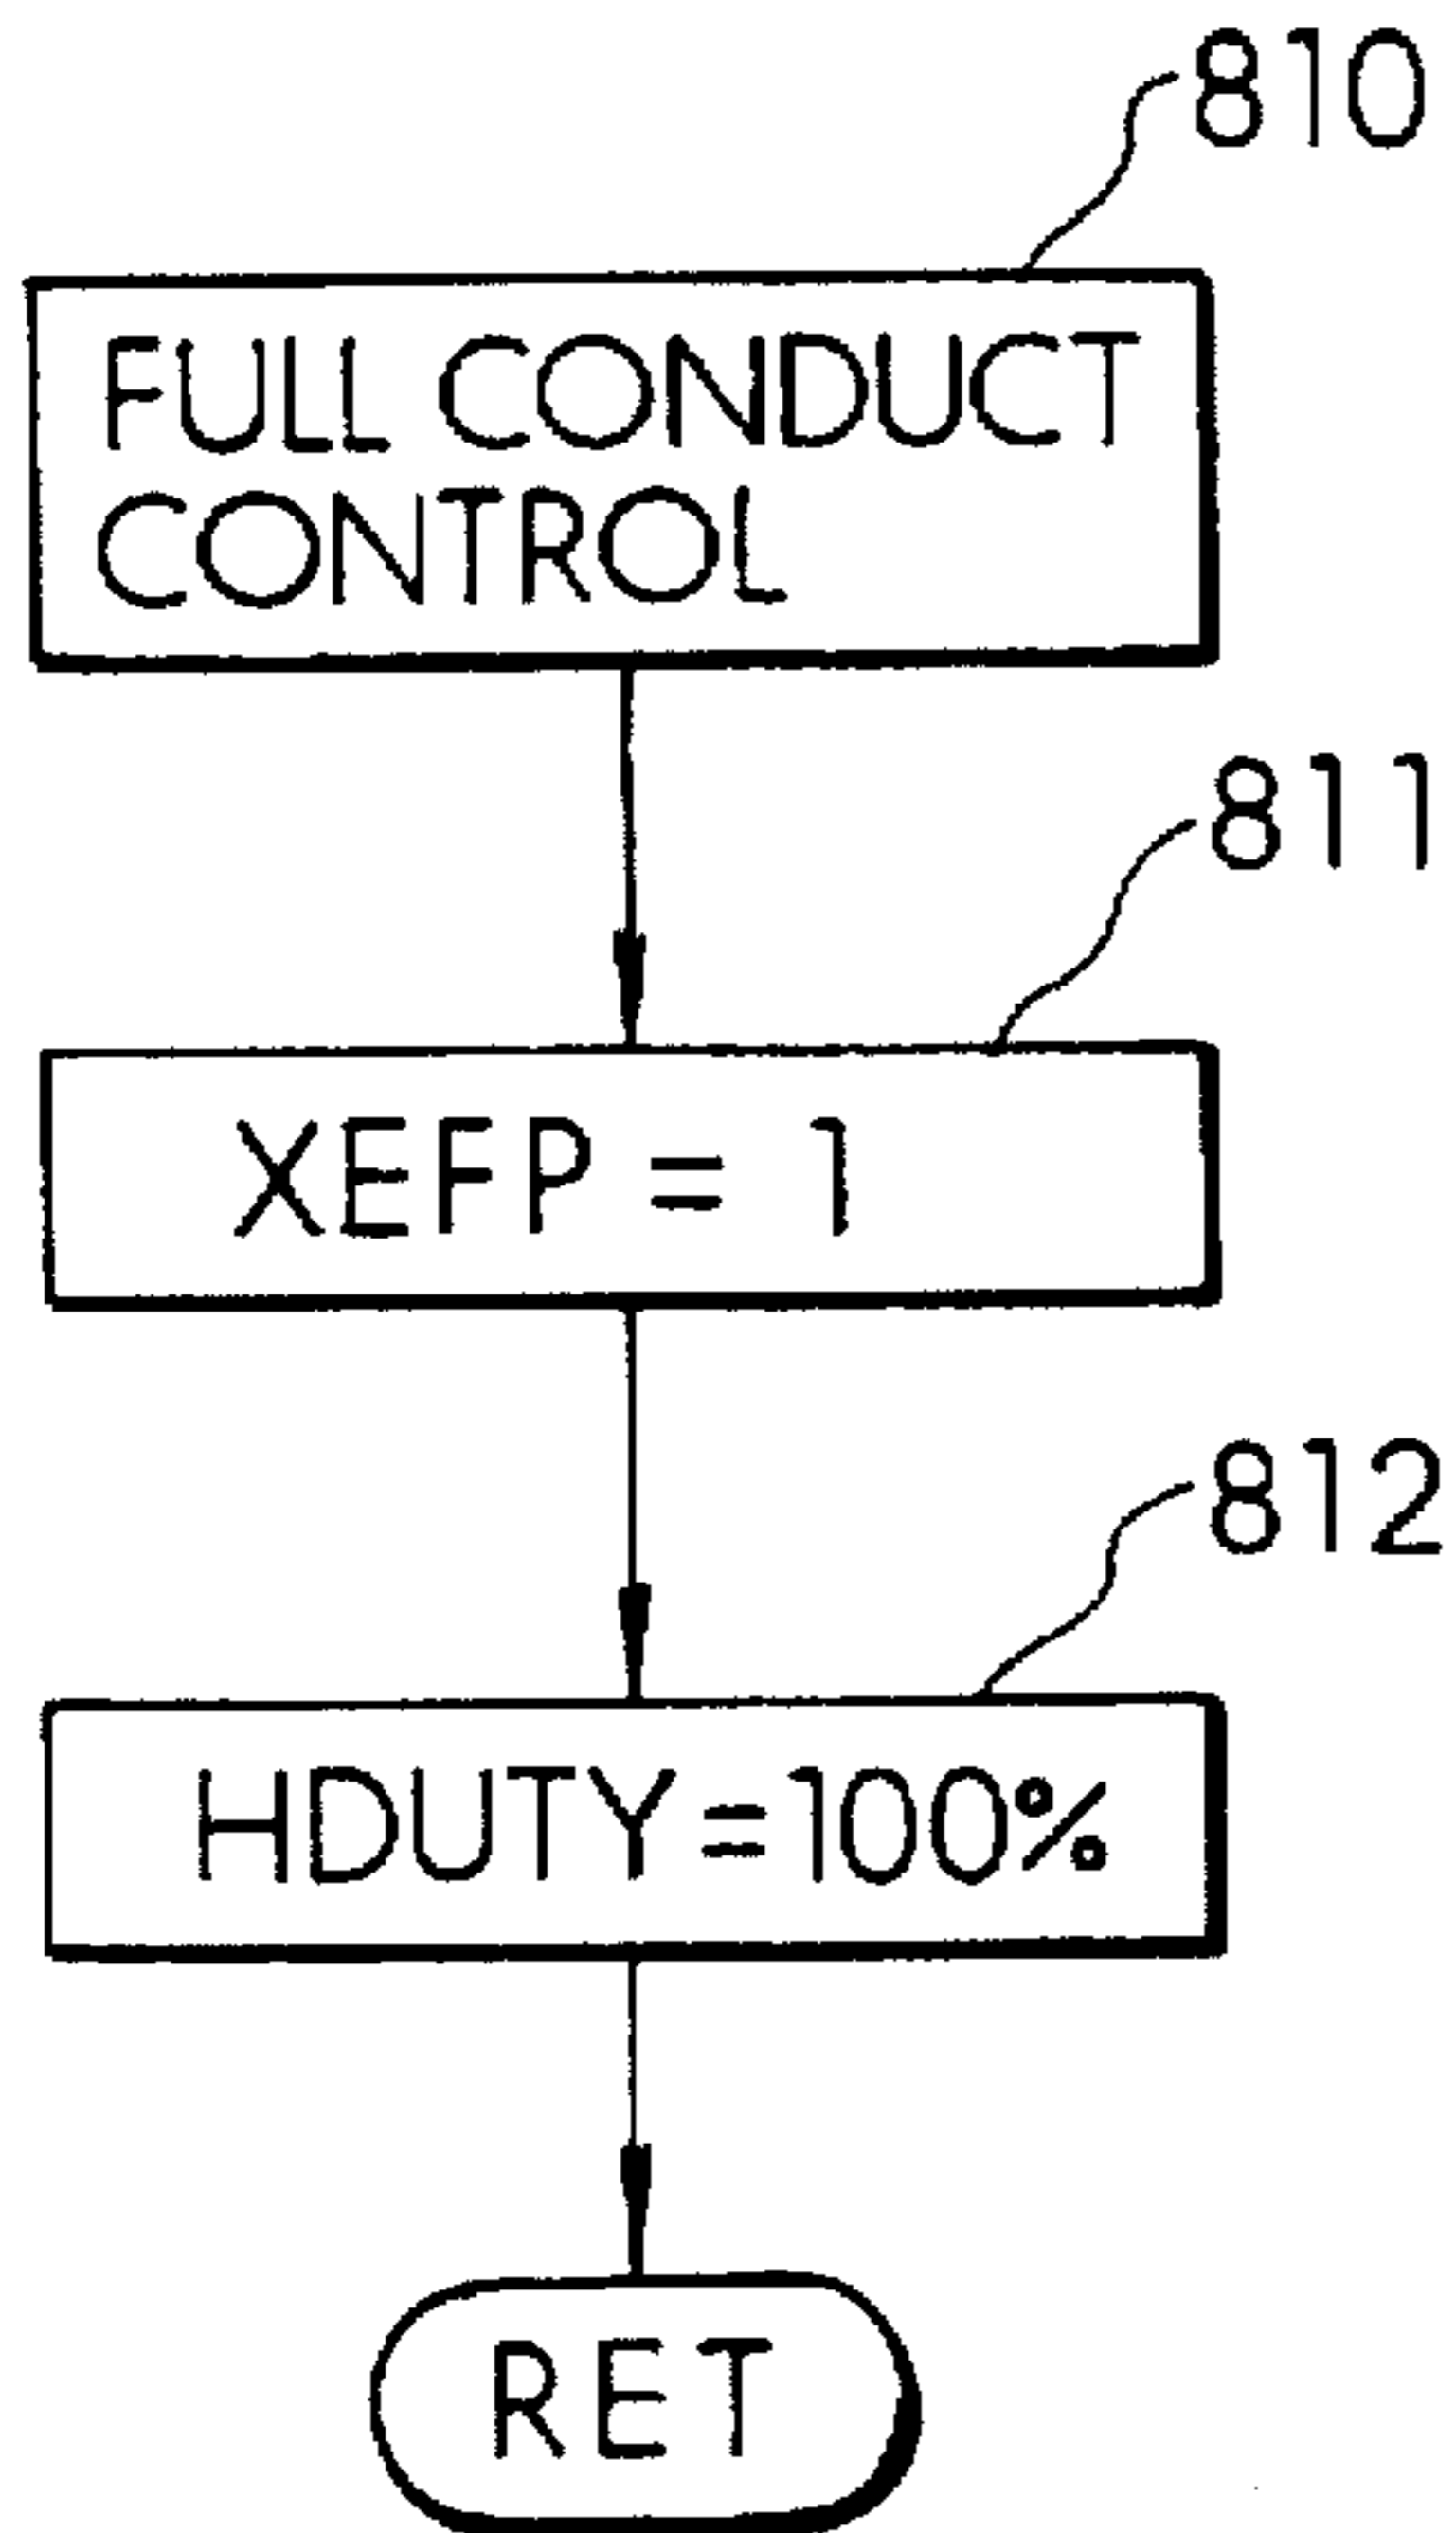 810
FULL CONDUCT
CONTROL
811
XEFP = 1
812
HDUTY=100%
RET